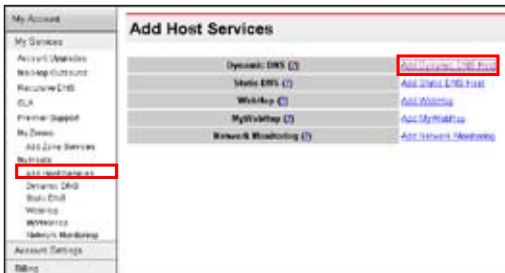 My Account
My Services
Account Upgrades
MailHop Outbound
Recursive DNS
SLA
Premier Support
My Zones
Add Zone Services
My Hosts
Add Host Services
Dynamic DNS
Static DNS
WebHop
MyWebHop
Network Monitoring
Account Settings
Billing
Add Host Services
Dynamic DNS (?) Add Dynamic DNS Host
Static DNS (?) Add Static DNS Host
WebHop (?) Add WebHop
MyWebHop (?) Add MyWebHop
Network Monitoring (?) Add Network Monitoring